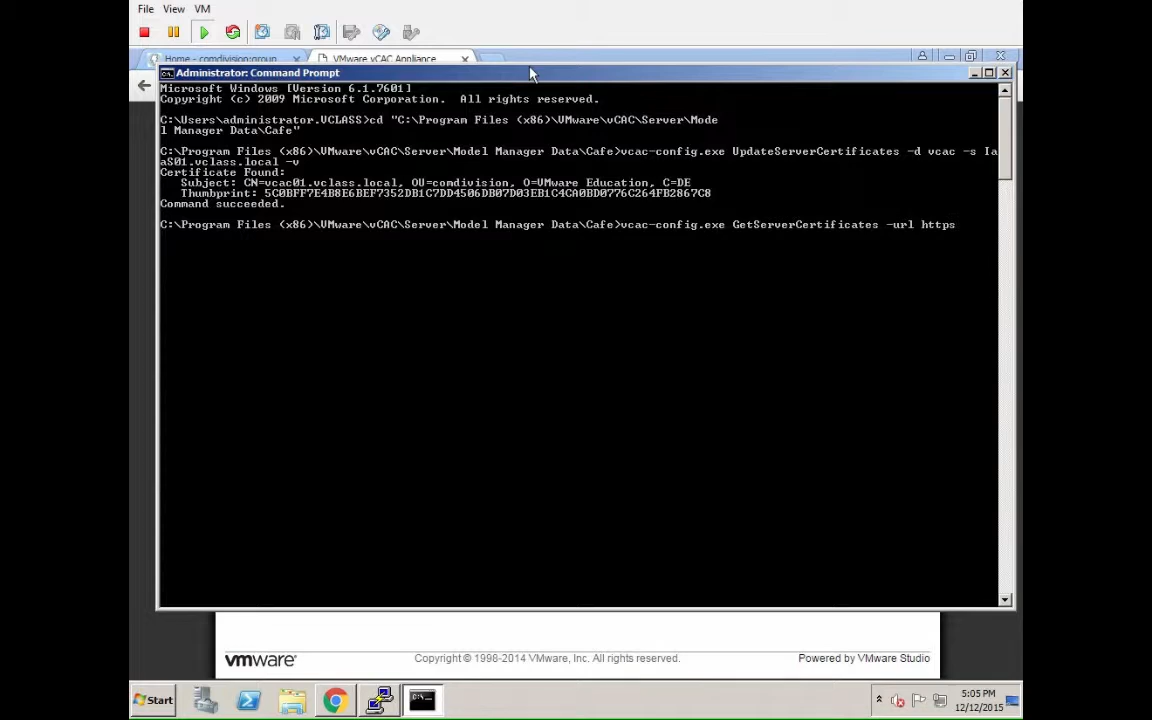 File View VM
Home - comdivision:group
VMware vCAC Appliance
Administrator: Command Prompt
Microsoft Windows [Version 6.1.7601]
Copyright (c) 2009 Microsoft Corporation.  All rights reserved.
C:\Users\administrator.VCLASS>cd "C:\Program Files (x86)\VMware\vCAC\Server\Mode
l Manager Data\Cafe"
C:\Program Files (x86)\VMware\vCAC\Server\Model Manager Data\Cafe>vcac-config.exe UpdateServerCertificates -d vcac -s Ia
aS01.vclass.local -v
Certificate Found:
Subject: CN=vcac01.vclass.local, OU=comdivision, O=VMware Education, C=DE
Thumbprint: 5C0BFF7E4B8E6BEF7352DB1C7DD4506DB07D03EB1C4CA0BD0776C264FB2867C8
Command succeeded.
C:\Program Files (x86)\VMware\vCAC\Server\Model Manager Data\Cafe>vcac-config.exe GetServerCertificates -url https
vmware®
Copyright © 1998-2014 VMware, Inc. All rights reserved.
Powered by VMware Studio
Start
5:05 PM
12/12/2015